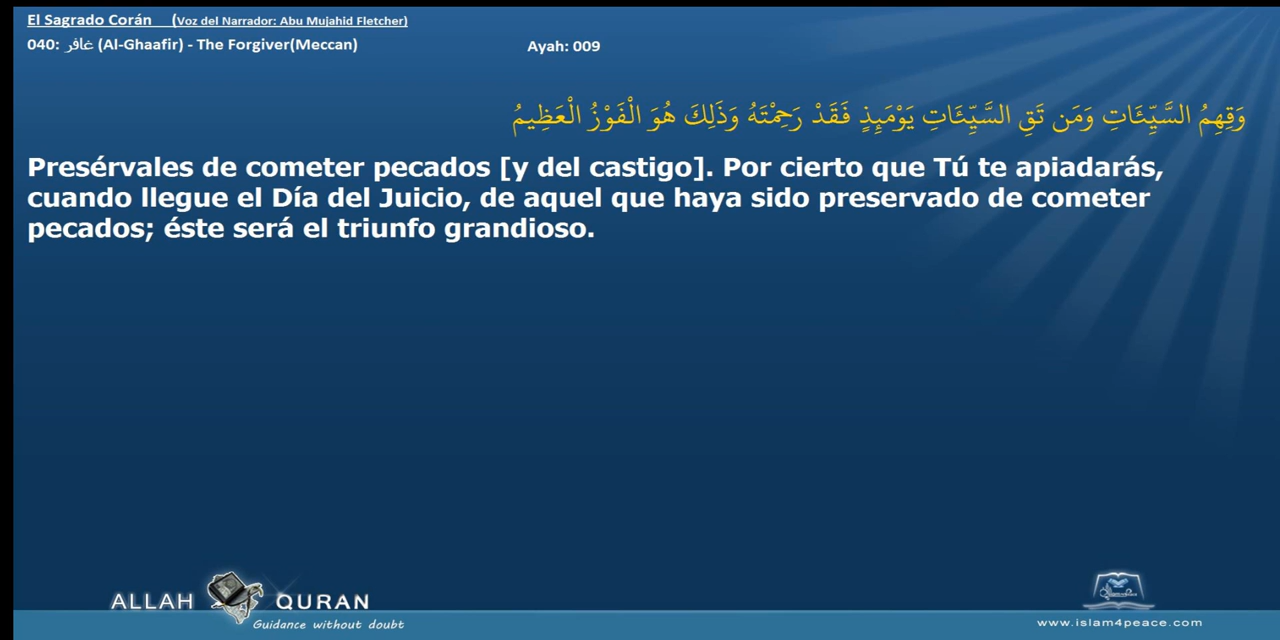 El Sagrado Corán (Voz del Narrador: Abu Mujahid Fletcher)
040: غافر (Al-Ghaafir) - The Forgiver(Meccan) Ayah: 009
وَقِهِمُ السَّيِّئَاتِ وَمَن تَقِ السَّيِّئَاتِ يَوْمَئِذٍ فَقَدْ رَحِمْتَهُ وَذَلِكَ هُوَ الْفَوْزُ الْعَظِيمُ
Presérvales de cometer pecados [y del castigo]. Por cierto que Tú te apiadarás,
cuando llegue el Día del Juicio, de aquel que haya sido preservado de cometer
pecados; éste será el triunfo grandioso.
ALLAH QURAN
Guidance without doubt
www.islam4peace.com